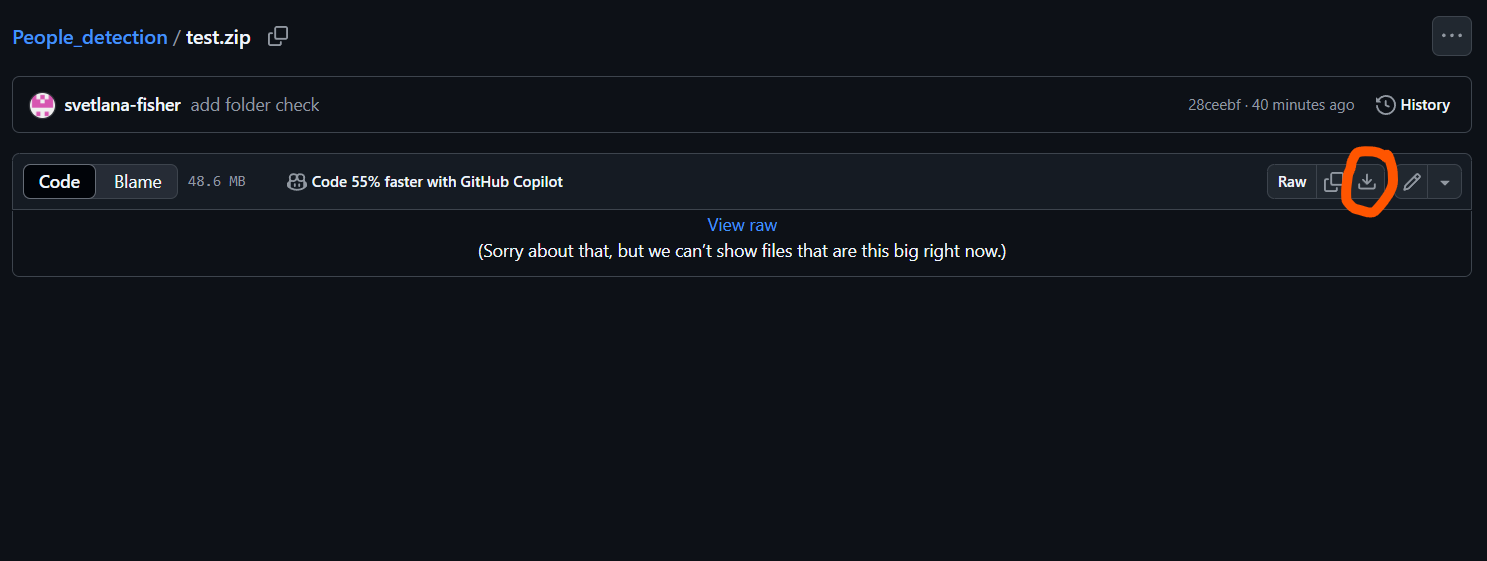 People_detection / test.zip
svetlana-fisher add folder check 28ceebf · 40 minutes ago History
Code Blame 48.6 MB Code 55% faster with GitHub Copilot Raw
View raw
(Sorry about that, but we can’t show files that are this big right now.)